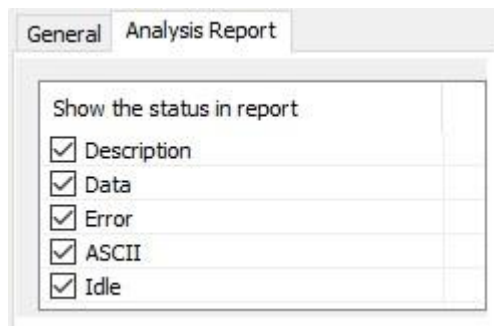 General Analysis Report
Show the status in report
Description
Data
Error
ASCII
Idle